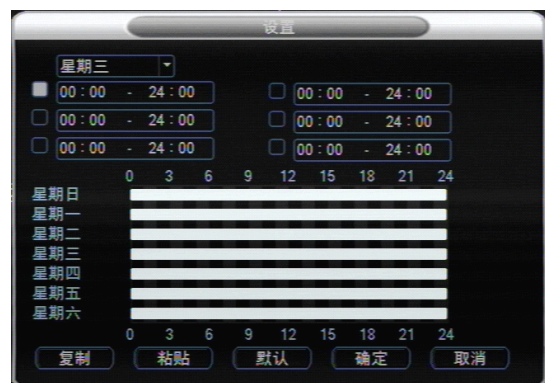 设置
星期三
00:00 - 24:00 00:00 - 24:00
00:00 - 24:00 00:00 - 24:00
00:00 - 24:00 00:00 - 24:00
0 3 6 9 12 15 18 21 24
星期日
星期一
星期二
星期三
星期四
星期五
星期六
0 3 6 9 12 15 18 21 24
复制 粘贴 默认 确定 取消